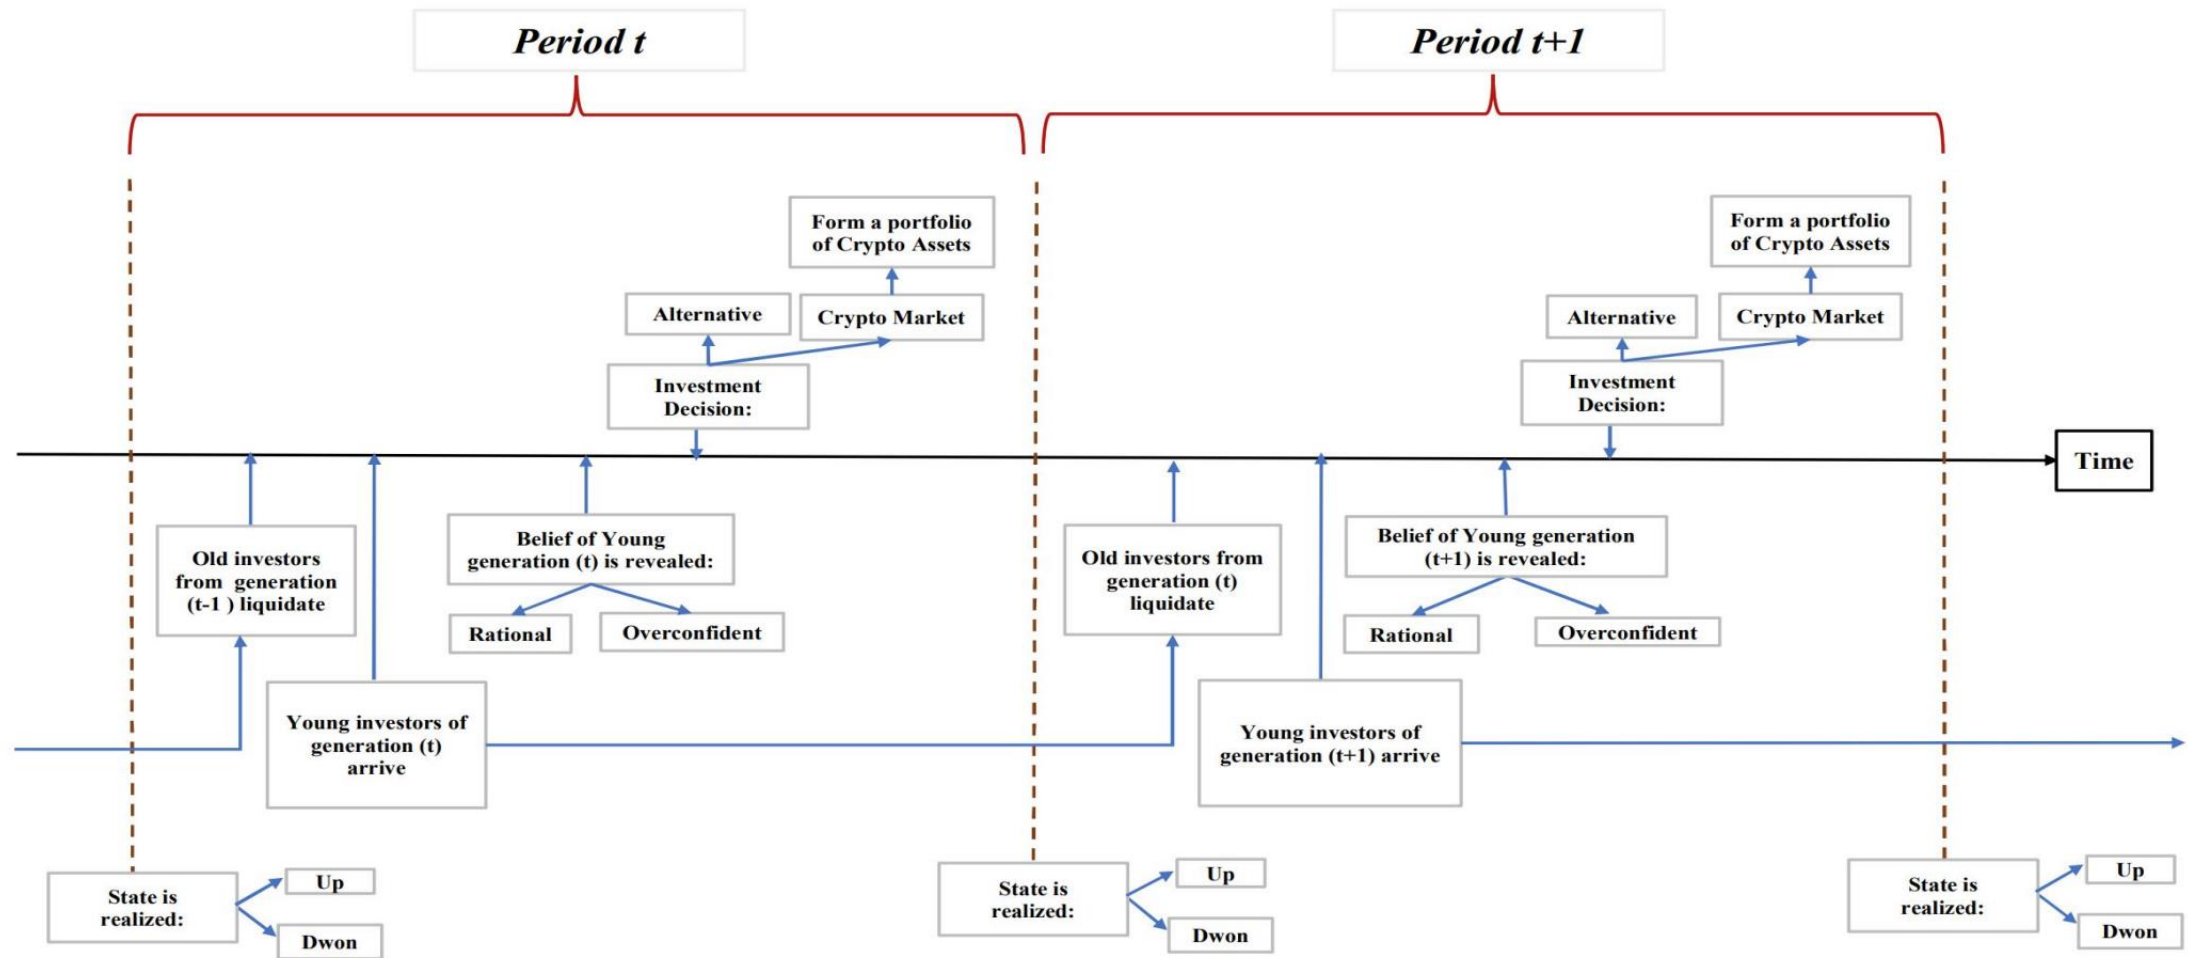 Period t
Period t+1
Form a portfolio
of Crypto Assets
Alternative
Crypto Market
Investment
Decision:
Form a portfolio
of Crypto Assets
Alternative
Crypto Market
Investment
Decision:
Time
Old investors
from generation
(t-1 ) liquidate
Belief of Young
generation (t) is revealed:
Rational
Overconfident
Young investors of
generation (t)
arrive
Old investors from
generation (t)
liquidate
Belief of Young generation
(t+1) is revealed:
Rational
Overconfident
Young investors of
generation (t+1) arrive
State is
realized:
Up
Dwon
State is
realized:
Up
Dwon
State is
realized:
Up
Dwon